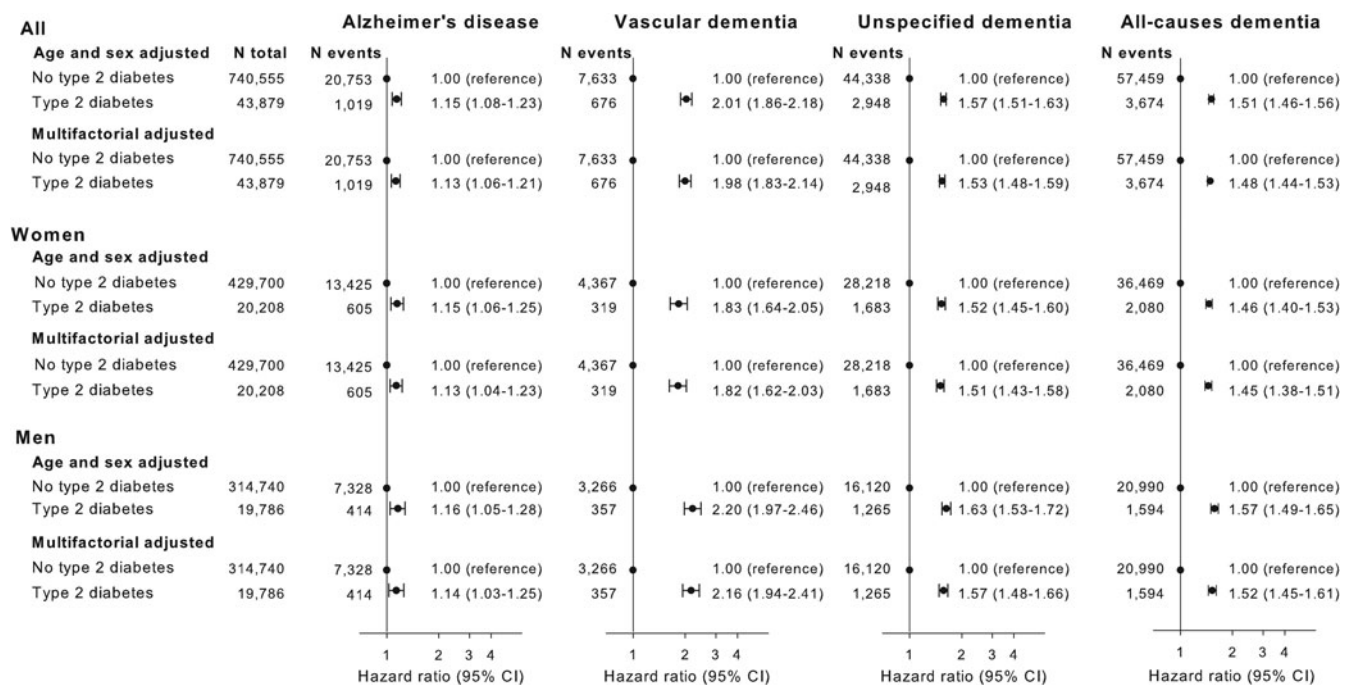 Alzheimer's disease Vascular dementia Unspecified dementia All-causes dementia
All
Age and sex adjusted N total N events N events N events N events
No type 2 diabetes 740,555 20,753 1.00 (reference) 7,633 1.00 (reference) 44,338 1.00 (reference) 57,459 1.00 (reference)
Type 2 diabetes 43,879 1,019 1.15 (1.08-1.23) 676 2.01 (1.86-2.18) 2,948 1.57 (1.51-1.63) 3,674 1.51 (1.46-1.56)
Multifactorial adjusted
No type 2 diabetes 740,555 20,753 1.00 (reference) 7,633 1.00 (reference) 44,338 1.00 (reference) 57,459 1.00 (reference)
Type 2 diabetes 43,879 1,019 1.13 (1.06-1.21) 676 1.98 (1.83-2.14) 2,948 1.53 (1.48-1.59) 3,674 1.48 (1.44-1.53)
Women
Age and sex adjusted
No type 2 diabetes 429,700 13,425 1.00 (reference) 4,367 1.00 (reference) 28,218 1.00 (reference) 36,469 1.00 (reference)
Type 2 diabetes 20,208 605 1.15 (1.06-1.25) 319 1.83 (1.64-2.05) 1,683 1.52 (1.45-1.60) 2,080 1.46 (1.40-1.53)
Multifactorial adjusted
No type 2 diabetes 429,700 13,425 1.00 (reference) 4,367 1.00 (reference) 28,218 1.00 (reference) 36,469 1.00 (reference)
Type 2 diabetes 20,208 605 1.13 (1.04-1.23) 319 1.82 (1.62-2.03) 1,683 1.51 (1.43-1.58) 2,080 1.45 (1.38-1.51)
Men
Age and sex adjusted
No type 2 diabetes 314,740 7,328 1.00 (reference) 3,266 1.00 (reference) 16,120 1.00 (reference) 20,990 1.00 (reference)
Type 2 diabetes 19,786 414 1.16 (1.05-1.28) 357 2.20 (1.97-2.46) 1,265 1.63 (1.53-1.72) 1,594 1.57 (1.49-1.65)
Multifactorial adjusted
No type 2 diabetes 314,740 7,328 1.00 (reference) 3,266 1.00 (reference) 16,120 1.00 (reference) 20,990 1.00 (reference)
Type 2 diabetes 19,786 414 1.14 (1.03-1.25) 357 2.16 (1.94-2.41) 1,265 1.57 (1.48-1.66) 1,594 1.52 (1.45-1.61)
1 2 3 4 1 2 3 4 1 2 3 4 1 2 3 4
Hazard ratio (95% CI) Hazard ratio (95% CI) Hazard ratio (95% CI) Hazard ratio (95% CI)